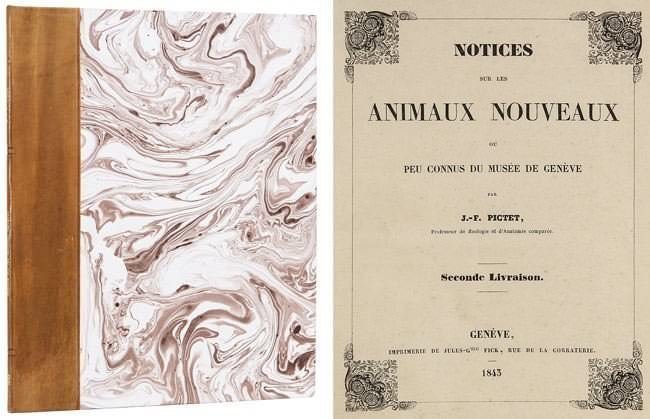 NOTICES
SUR LES
ANIMAUX NOUVEAUX
OU
PEU CONNUS DU MUSÉE DE GENÈVE
PAR
J.-F. PICTET,
Professeur de Zoologie et d'Anatomie comparée.
Seconde Livraison.
GENÈVE,
IMPRIMERIE DE JULES-GME FICK, RUE DE LA CORRATERIE.
1843